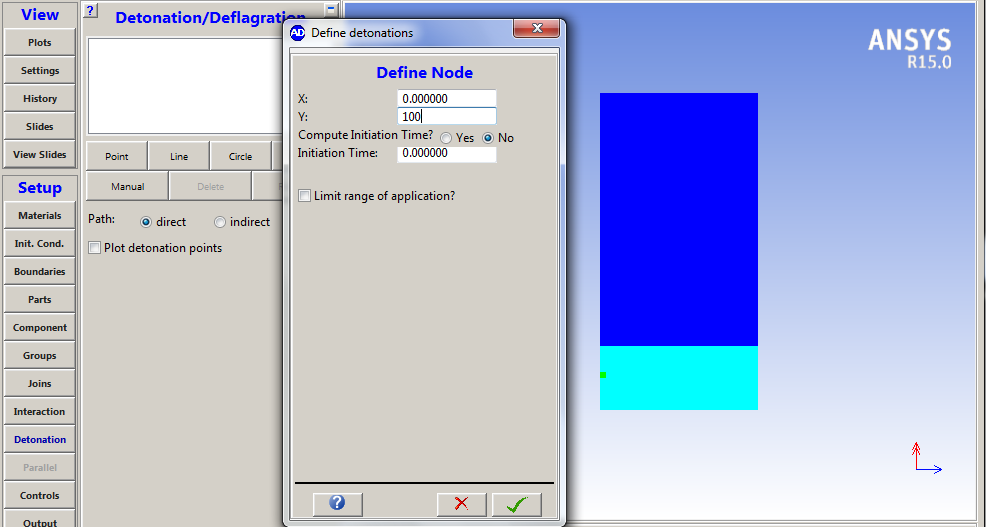 View
Plots
Settings
History
Slides
View Slides
Setup
Materials
Init. Cond.
Boundaries
Parts
Component
Groups
Joins
Interaction
Detonation
Parallel
Controls
Output
?
Detonation/Deflagration
Point
Line
Circle
Manual
Delete
Path:
direct
indirect
Plot detonation points
AD Define detonations
Define Node
X: 0.000000
Y: 100
Compute Initiation Time? Yes No
Initiation Time: 0.000000
Limit range of application?
?
ANSYS
R15.0